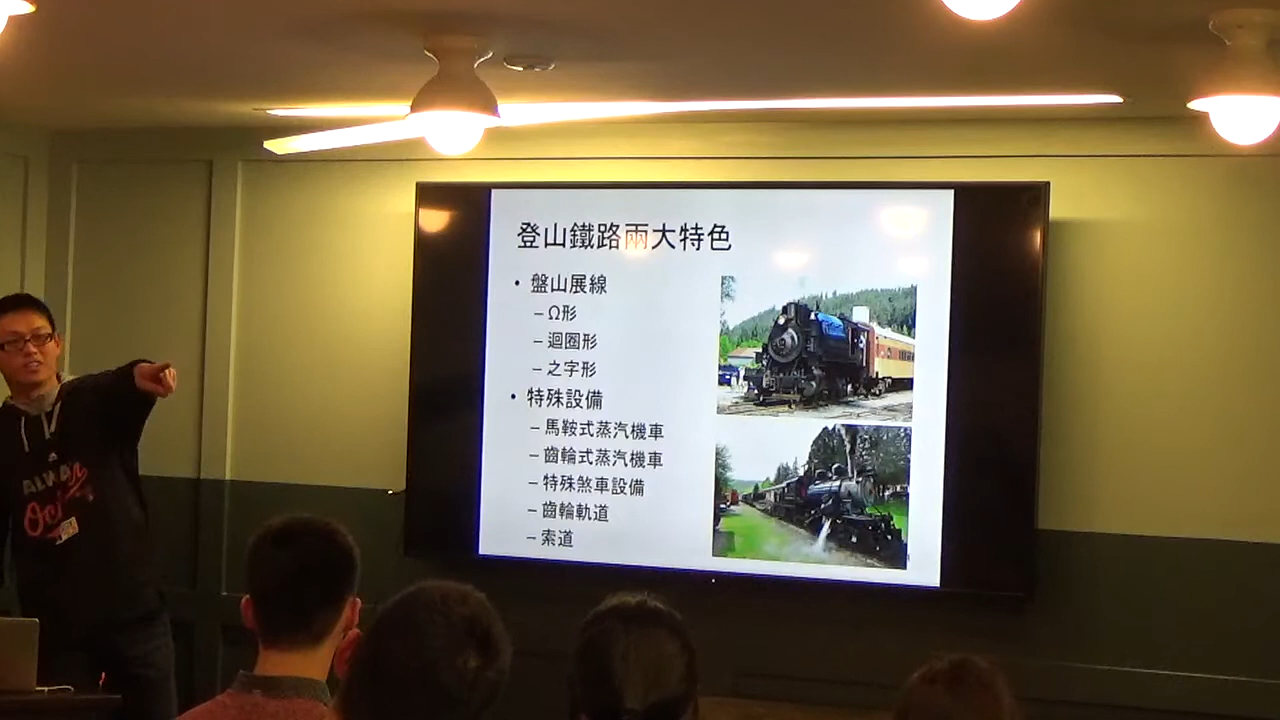 登山鐵路兩大特色
• 盤山展線
– Ω形
– 迴圈形
– 之字形
• 特殊設備
– 馬鞍式蒸汽機車
– 齒輪式蒸汽機車
– 特殊煞車設備
– 齒輪軌道
– 索道